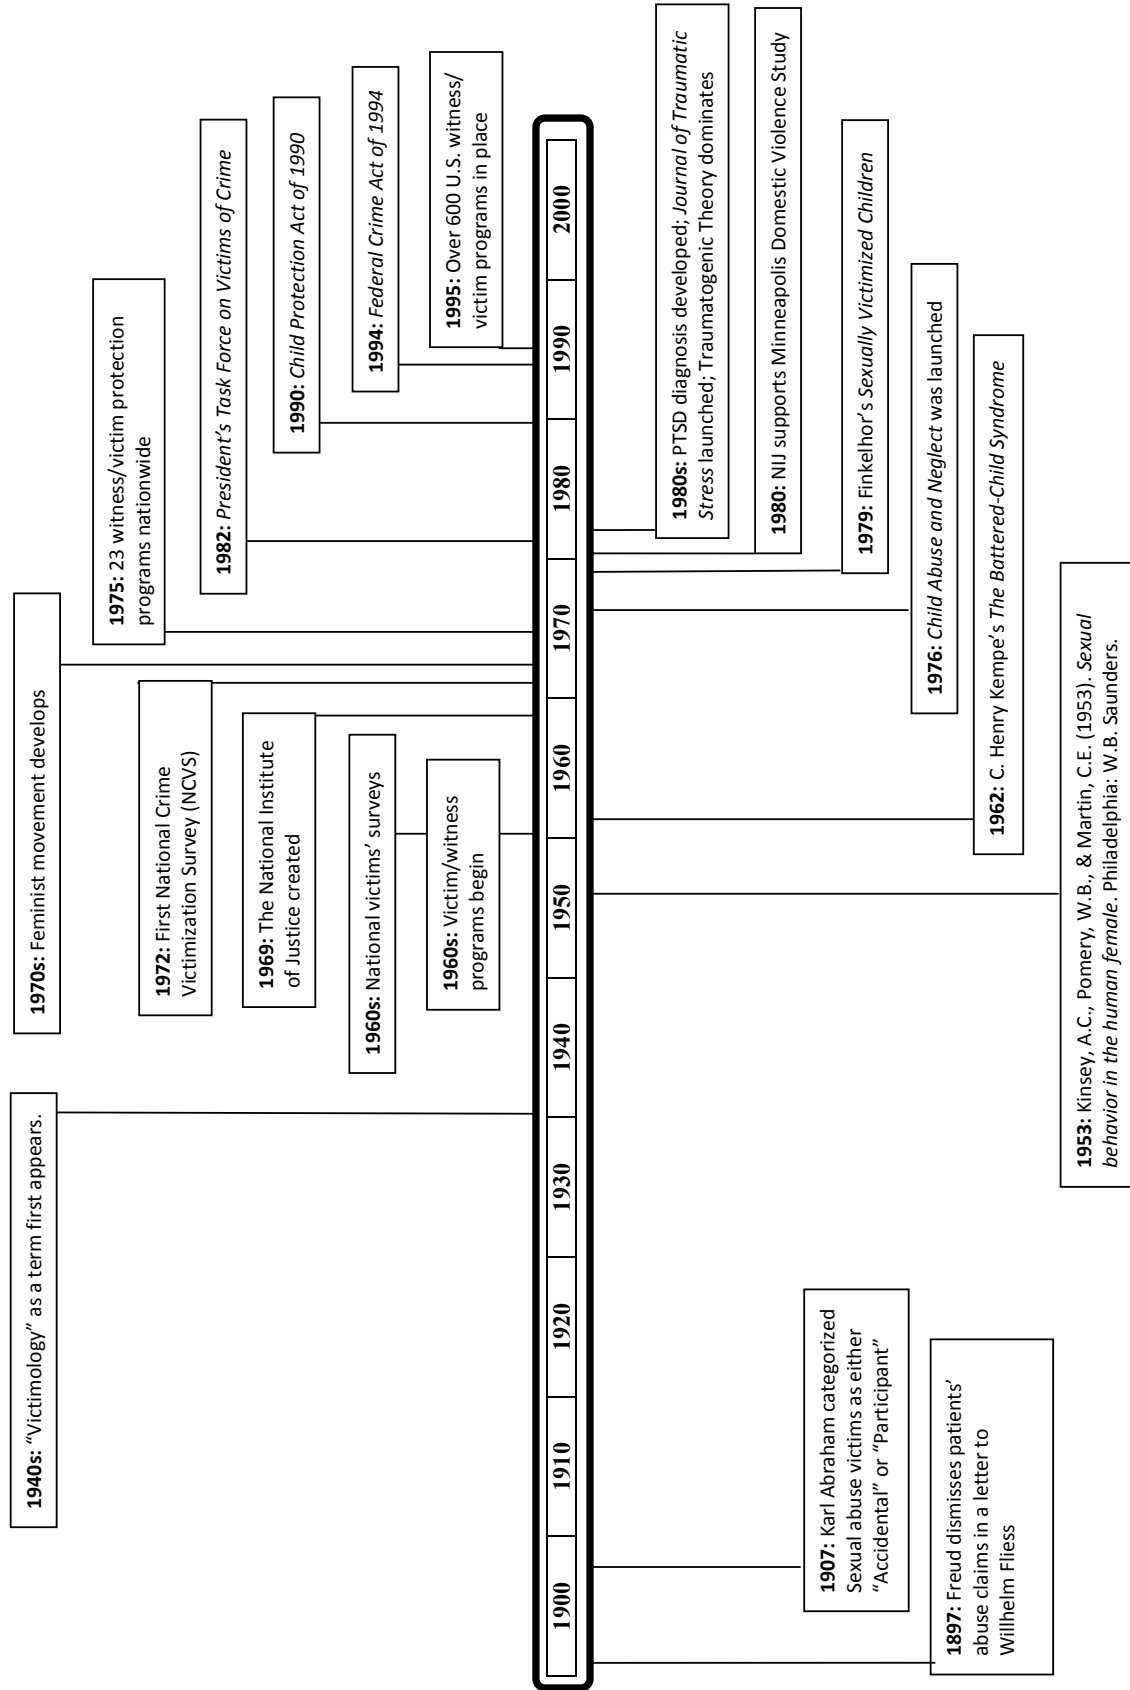 1940s: “Victimology” as a term first appears.
1970s: Feminist movement develops
1975: 23 witness/victim protection
programs nationwide
1972: First National Crime
Victimization Survey (NCVS)
1982: President’s Task Force on Victims of Crime
1969: The National Institute
of Justice created
1990: Child Protection Act of 1990
1960s: National victims’ surveys
1994: Federal Crime Act of 1994
1960s: Victim/witness
programs begin
1995: Over 600 U.S. witness/
victim programs in place
1900
1910
1920
1930
1940
1950
1960
1970
1980
1990
2000
1980s: PTSD diagnosis developed; Journal of Traumatic
Stress launched; Traumatogenic Theory dominates
1980: NIJ supports Minneapolis Domestic Violence Study
1907: Karl Abraham categorized
Sexual abuse victims as either
“Accidental” or “Participant”
1979: Finkelhor’s Sexually Victimized Children
1976: Child Abuse and Neglect was launched
1897: Freud dismisses patients’
abuse claims in a letter to
Willhelm Fliess
1962: C. Henry Kempe’s The Battered-Child Syndrome
1953: Kinsey, A.C., Pomery, W.B., & Martin, C.E. (1953). Sexual
behavior in the human female. Philadelphia: W.B. Saunders.